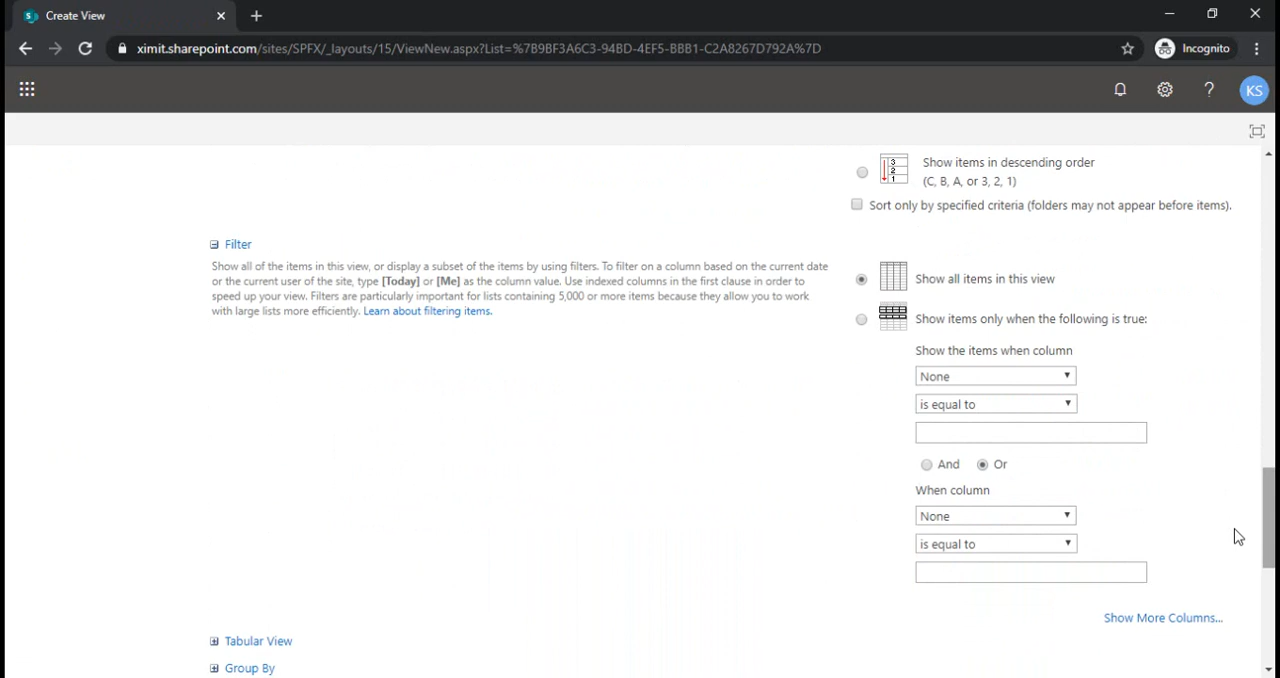 Create View
ximit.sharepoint.com/sites/SPFX/_layouts/15/ViewNew.aspx?List=%7B9BF3A6C3-94BD-4EF5-BBB1-C2A8267D792A%7D
Incognito
KS
Show items in descending order
(C, B, A, or 3, 2, 1)
Sort only by specified criteria (folders may not appear before items).
Filter
Show all of the items in this view, or display a subset of the items by using filters. To filter on a column based on the current date
or the current user of the site, type [Today] or [Me] as the column value. Use indexed columns in the first clause in order to
speed up your view. Filters are particularly important for lists containing 5,000 or more items because they allow you to work
with large lists more efficiently. Learn about filtering items.
Show all items in this view
Show items only when the following is true:
Show the items when column
None
is equal to
And Or
When column
None
is equal to
Show More Columns...
Tabular View
Group By